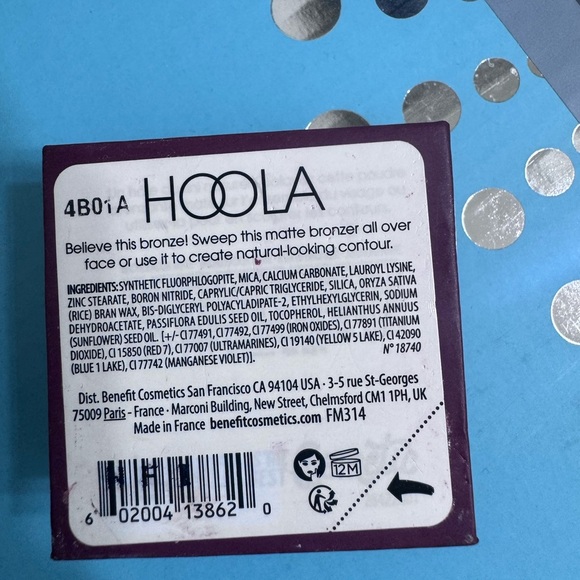 4B01A HOOLA
Believe this bronze! Sweep this matte bronzer all over
face or use it to create natural-looking contour.
INGREDIENTS: SYNTHETIC FLUORPHLOGOPITE, MICA, CALCIUM CARBONATE, LAUROYL LYSINE,
ZINC STEARATE, BORON NITRIDE, CAPRYLIC/CAPRIC TRIGLYCERIDE, SILICA, ORYZA SATIVA
(RICE) BRAN WAX, BIS-DIGLYCERYL POLYACYLADIPATE-2, ETHYLHEXYLGLYCERIN, SODIUM
DEHYDROACETATE, PASSIFLORA EDULIS SEED OIL, TOCOPHEROL, HELIANTHUS ANNUUS
(SUNFLOWER) SEED OIL. [+/- CI 77491, CI 77492, CI 77499 (IRON OXIDES), CI 77891 (TITANIUM
DIOXIDE), CI 15850 (RED 7), CI 77007 (ULTRAMARINES), CI 19140 (YELLOW 5 LAKE), CI 42090
(BLUE 1 LAKE), CI 77742 (MANGANESE VIOLET)]. N° 18740
Dist. Benefit Cosmetics San Francisco CA 94104 USA · 3-5 rue St-Georges
75009 Paris - France · Marconi Building, New Street, Chelmsford CM1 1PH, UK
Made in France benefitcosmetics.com FM314
12M
6 02004 13862 0